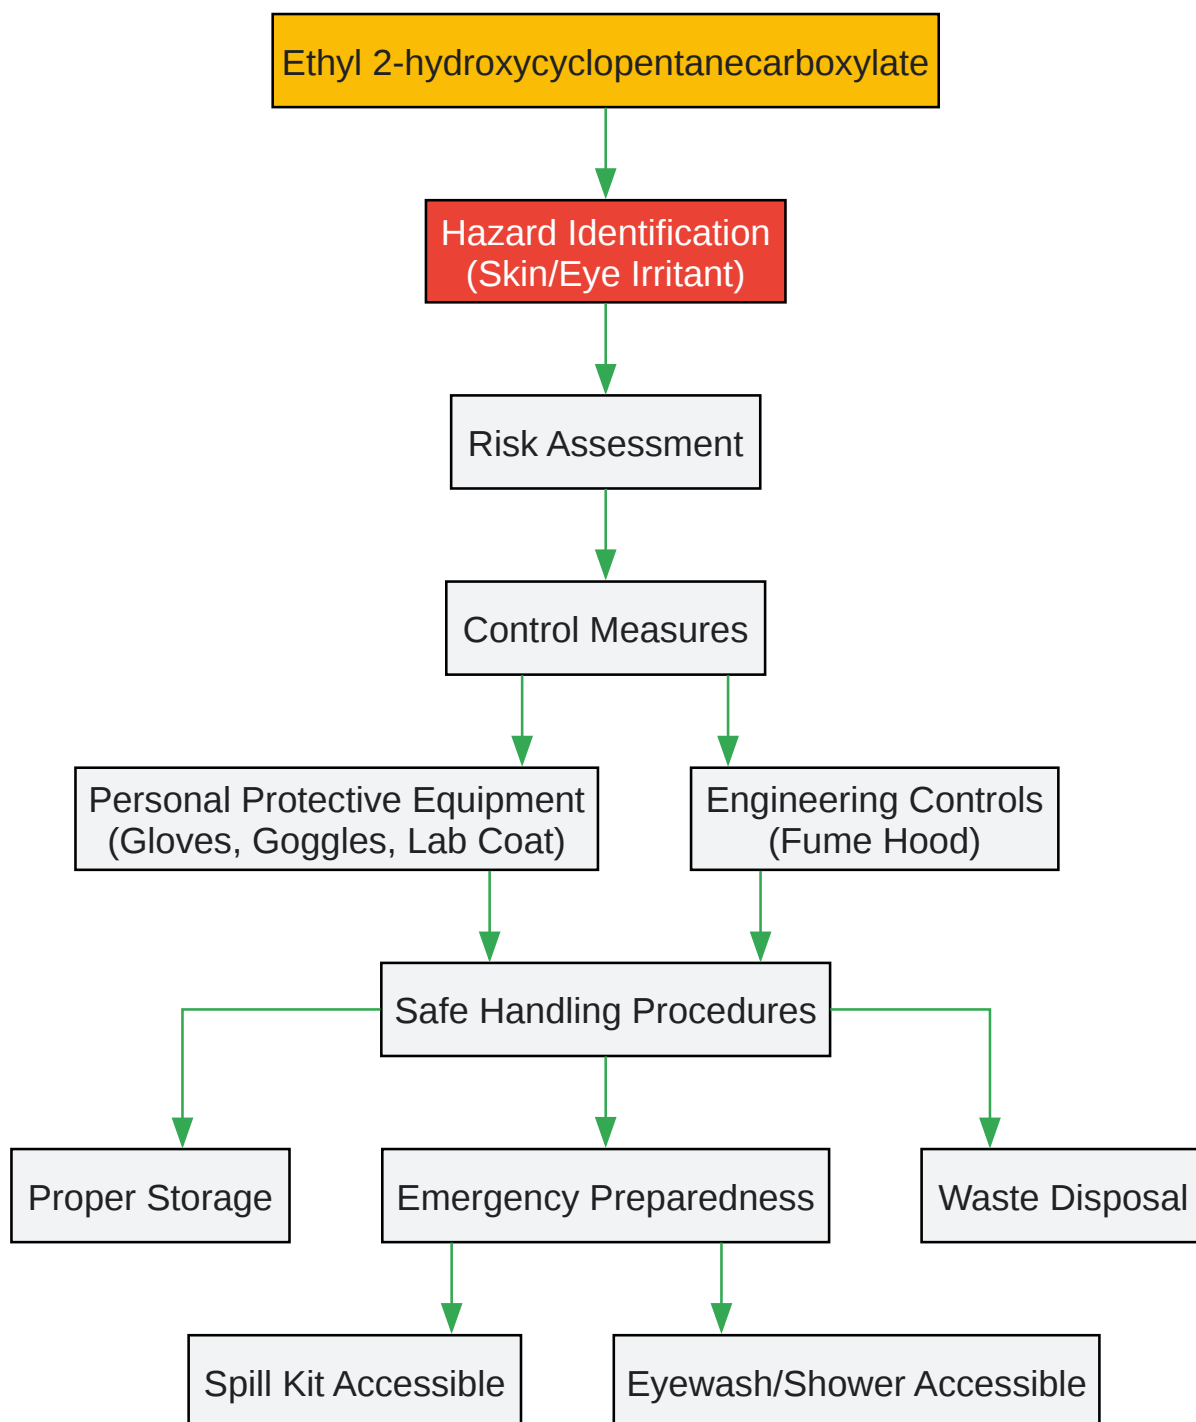 Ethyl 2-hydroxycyclopentanecarboxylate
Hazard Identification
(Skin/Eye Irritant)
Risk Assessment
Control Measures
Personal Protective Equipment
(Gloves, Goggles, Lab Coat)
Engineering Controls
(Fume Hood)
Safe Handling Procedures
Proper Storage
Emergency Preparedness
Waste Disposal
Spill Kit Accessible
Eyewash/Shower Accessible